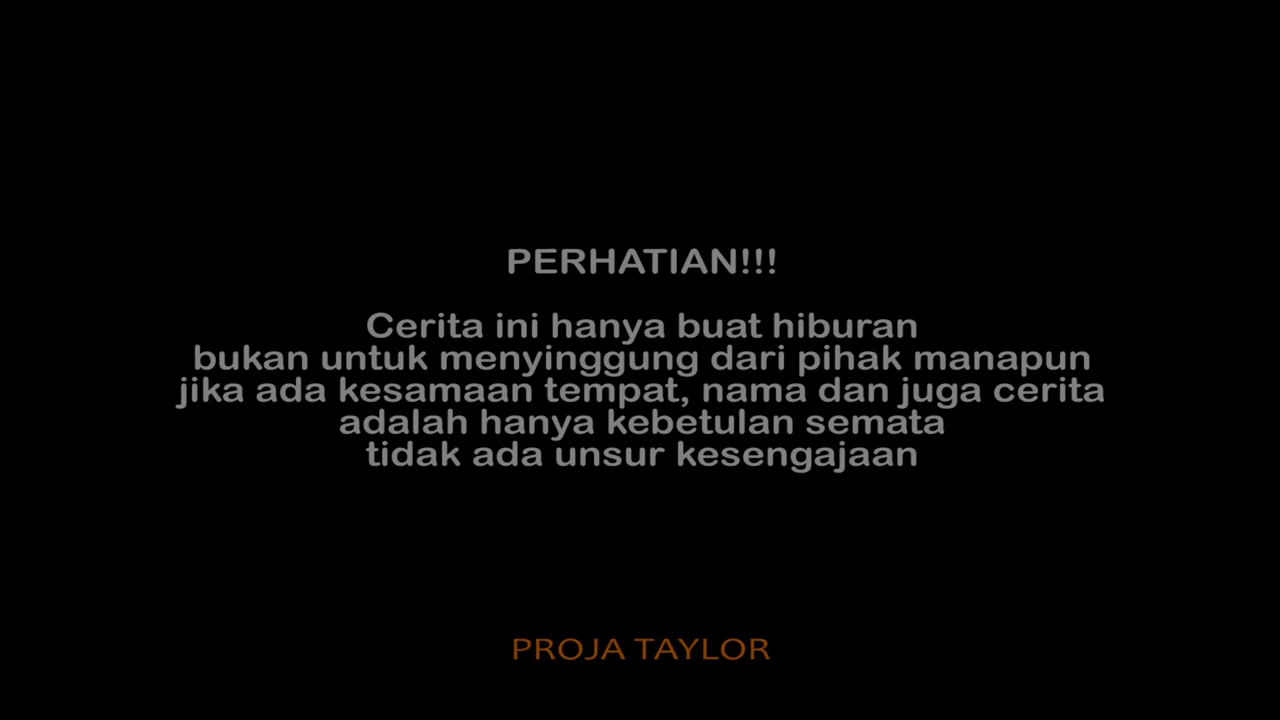 PERHATIAN!!!
Cerita ini hanya buat hiburan
bukan untuk menyinggung dari pihak manapun
jika ada kesamaan tempat, nama dan juga cerita
adalah hanya kebetulan semata
tidak ada unsur kesengajaan
PROJA TAYLOR